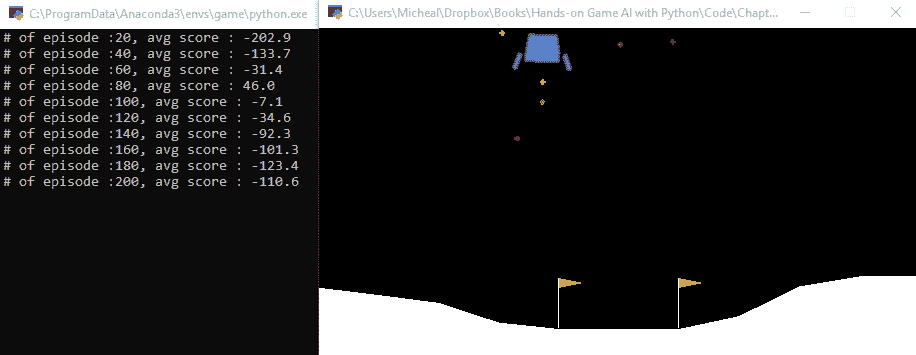 C:\ProgramData\Anaconda3\envs\game\python.exe
# of episode :20, avg score : -202.9
# of episode :40, avg score : -133.7
# of episode :60, avg score : -31.4
# of episode :80, avg score : 46.0
# of episode :100, avg score : -7.1
# of episode :120, avg score : -34.6
# of episode :140, avg score : -92.3
# of episode :160, avg score : -101.3
# of episode :180, avg score : -123.4
# of episode :200, avg score : -110.6
C:\Users\Micheal\Dropbox\Books\Hands-on Game AI with Python\Code\Chapt...